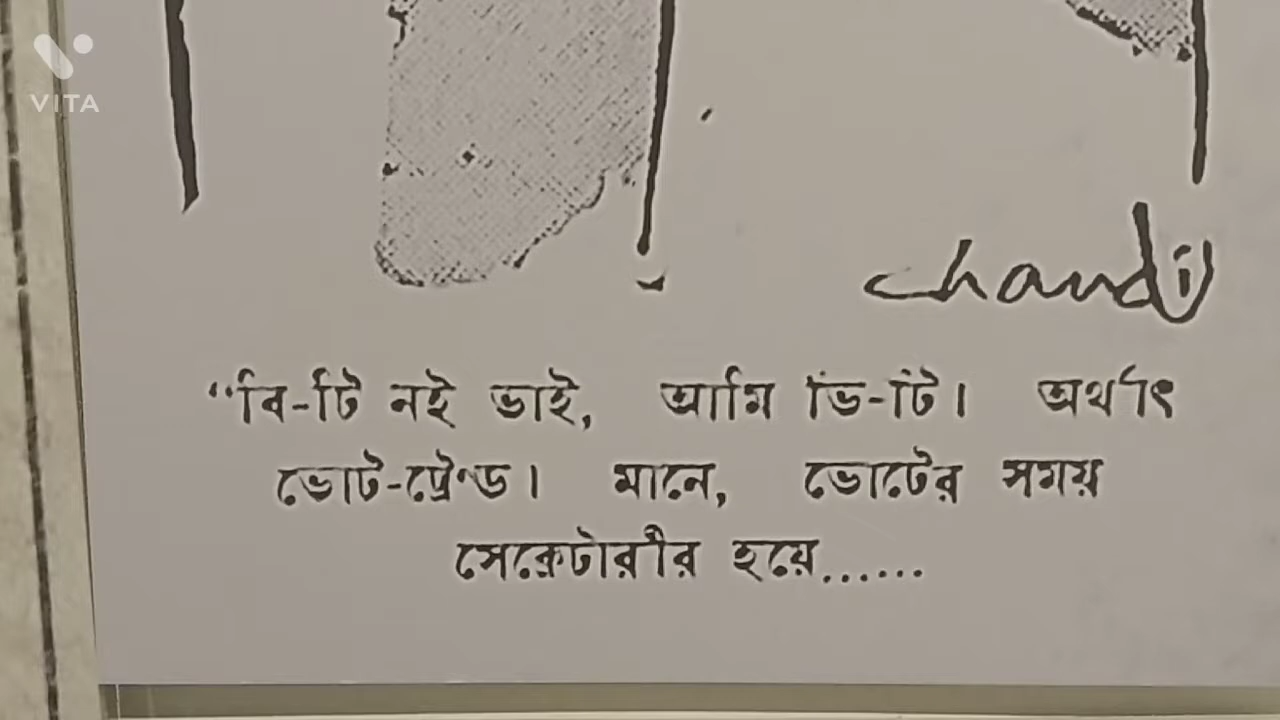 VITA
Chandi
“বি-টি নই ভাই, আমি ভি-টি। অর্থাৎ
ভোট-ট্রেন্ড। মানে, ভোটের সময়
সেক্রেটারীর হয়ে......